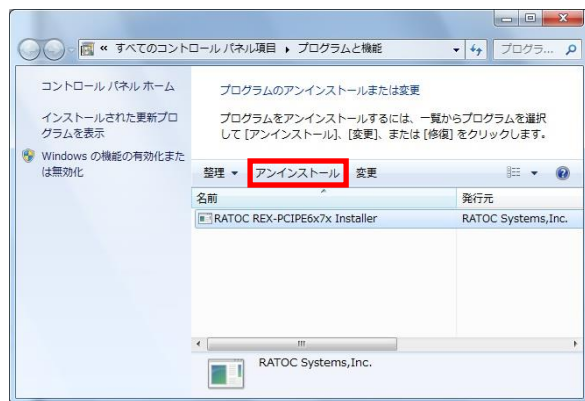 « すべてのコントロール パネル項目 ▸ プログラムと機能
プログラ...
コントロール パネル ホーム
インストールされた更新プロ
グラムを表示
Windows の機能の有効化また
は無効化
プログラムのアンインストールまたは変更
プログラムをアンインストールするには、一覧からプログラムを選択
して [アンインストール]、[変更]、または [修復] をクリックします。
整理 ▼ アンインストール 変更
名前 発行元
RATOC REX-PCIPE6x7x Installer RATOC Systems,Inc.
RATOC Systems,Inc.